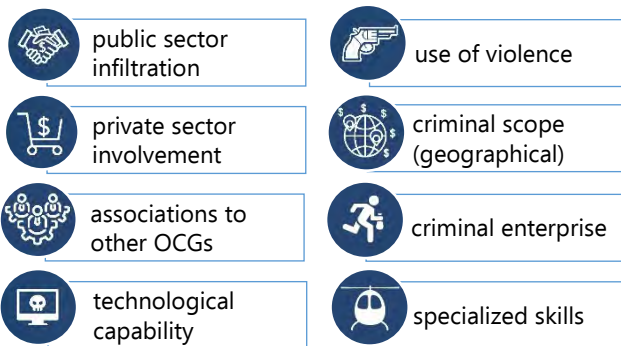 public sector
infiltration
private sector
involvement
associations to
other OCGs
technological
capability
use of violence
criminal scope
(geographical)
criminal enterprise
specialized skills